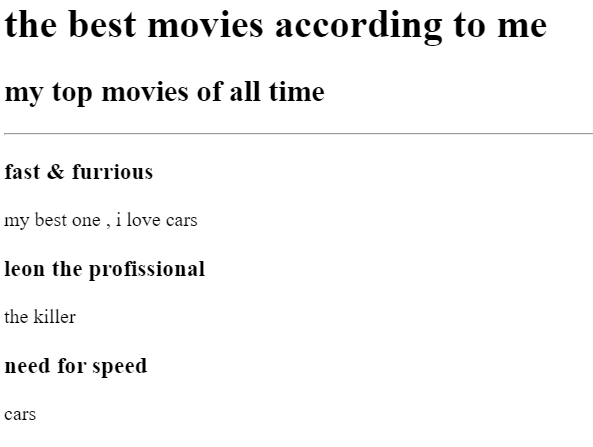 the best movies according to me
my top movies of all time
fast & furrious
my best one , i love cars
leon the profissional
the killer
need for speed
cars